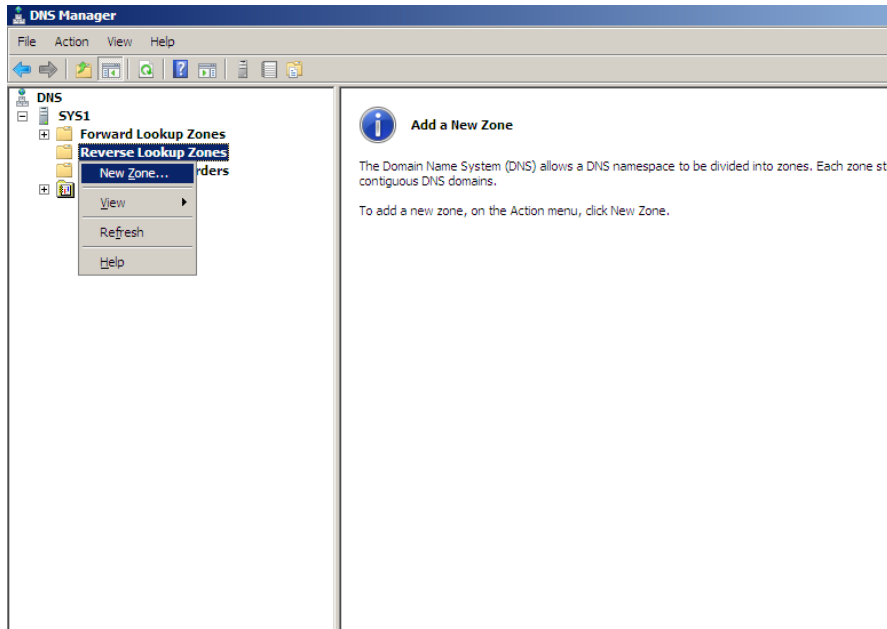 DNS Manager
File Action View Help
DNS
SYS1
Forward Lookup Zones
Reverse Lookup Zones
rders
New Zone...
View
Refresh
Help
Add a New Zone
The Domain Name System (DNS) allows a DNS namespace to be divided into zones. Each zone st
contiguous DNS domains.
To add a new zone, on the Action menu, click New Zone.